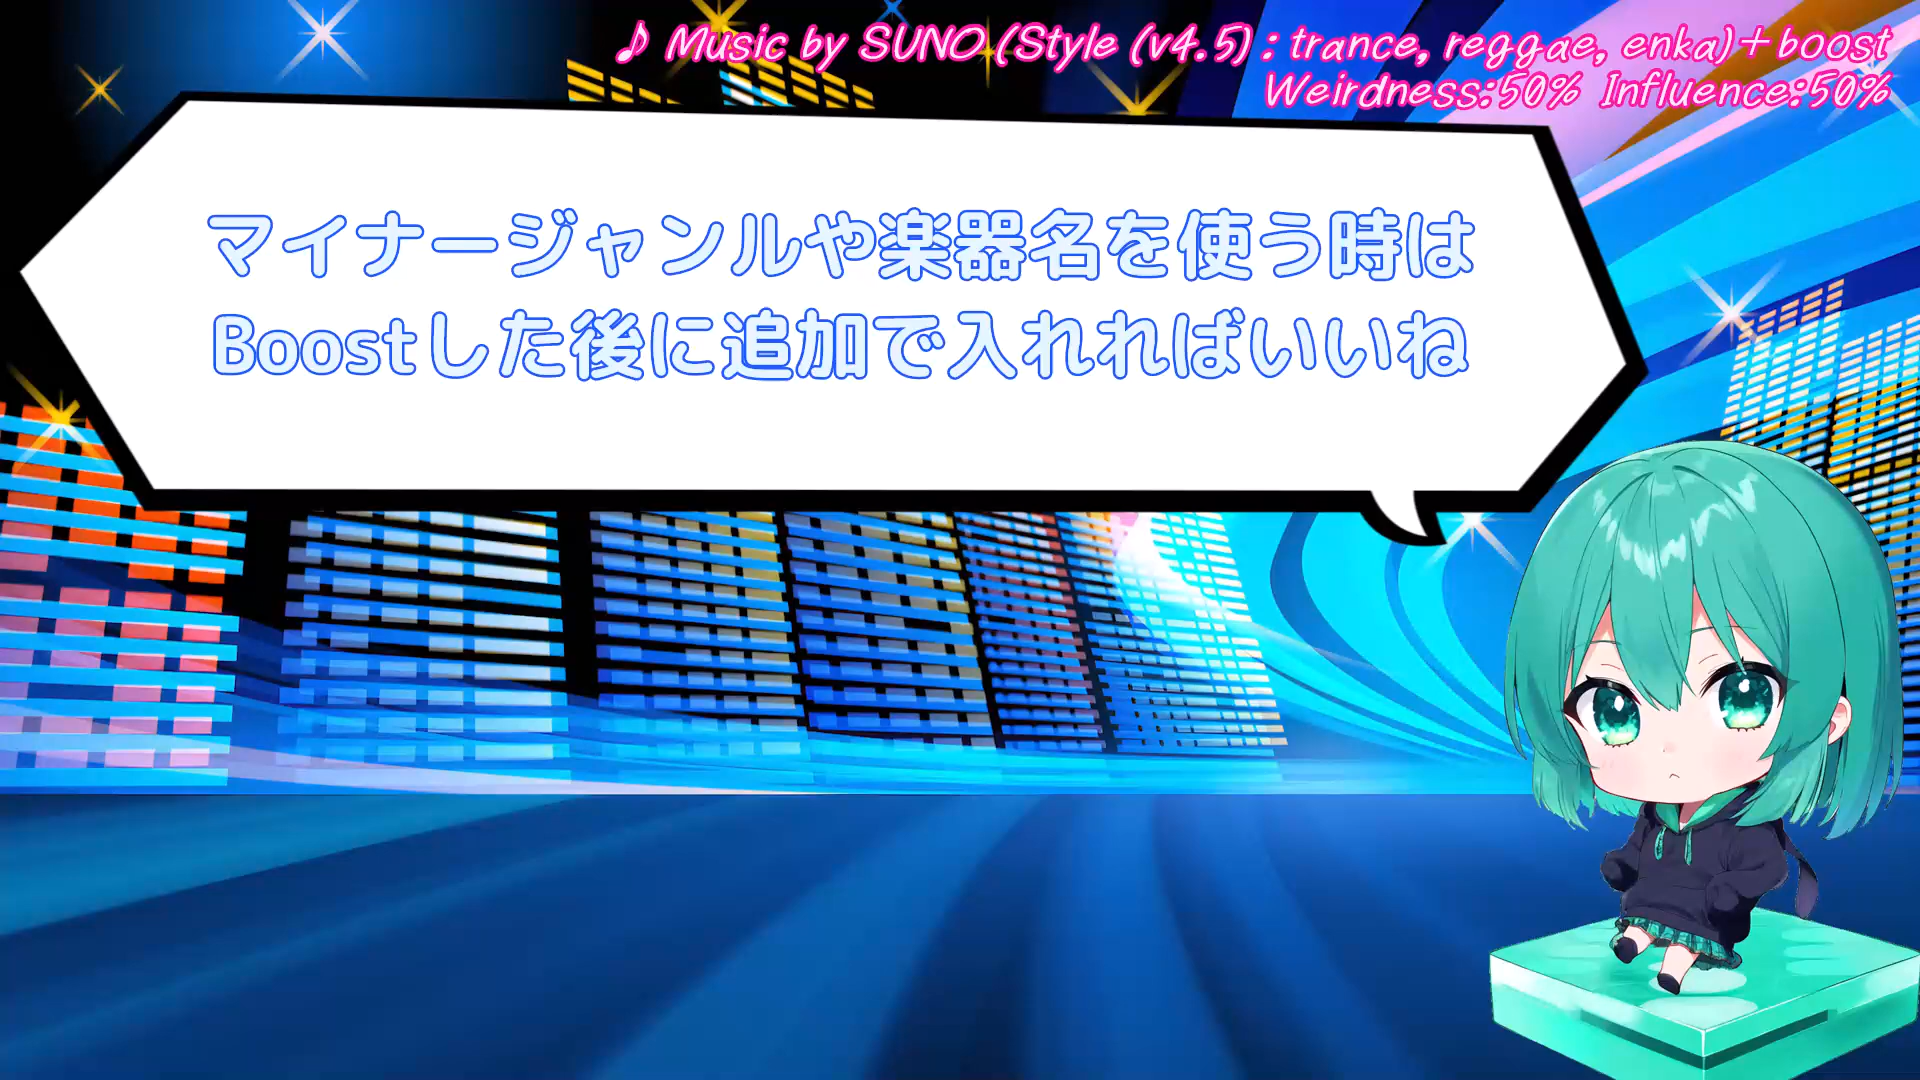 ♪ Music by SUNO (Style (v4.5) : trance, reggae, enka)＋boost
Weirdness:50% Influence:50%
マイナージャンルや楽器名を使う時は
Boostした後に追加で入れればいいね